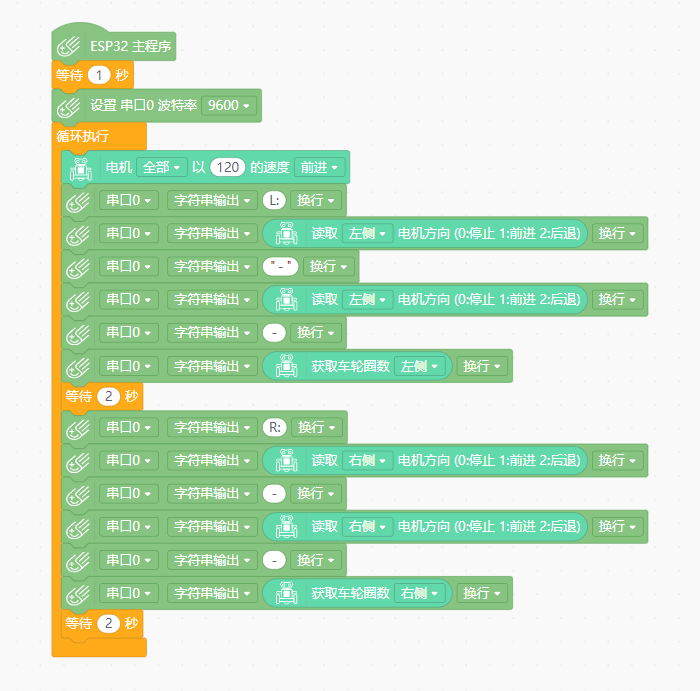 ESP32 主程序
等待 1 秒
设置 串口0 波特率 9600
循环执行
电机 全部 以 120 的速度 前进
串口0 字符串输出 L: 换行
串口0 字符串输出 读取 左侧 电机方向 (0:停止 1:前进 2:后退) 换行
串口0 字符串输出 "-" 换行
串口0 字符串输出 读取 左侧 电机方向 (0:停止 1:前进 2:后退) 换行
串口0 字符串输出 - 换行
串口0 字符串输出 获取车轮圈数 左侧 换行
等待 2 秒
串口0 字符串输出 R: 换行
串口0 字符串输出 读取 右侧 电机方向 (0:停止 1:前进 2:后退) 换行
串口0 字符串输出 - 换行
串口0 字符串输出 读取 右侧 电机方向 (0:停止 1:前进 2:后退) 换行
串口0 字符串输出 - 换行
串口0 字符串输出 获取车轮圈数 右侧 换行
等待 2 秒